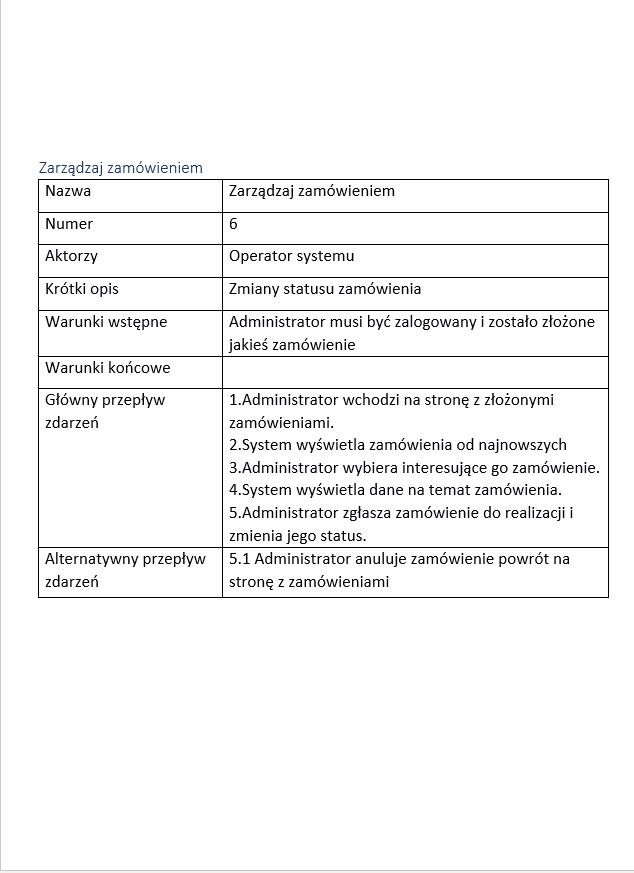 Zarządzaj zamówieniem
Nazwa
Zarządzaj zamówieniem
Numer
6
Aktorzy
Operator systemu
Krótki opis
Zmiany statusu zamówienia
Warunki wstępne
Administrator musi być zalogowany i zostało złożone
jakieś zamówienie
Warunki końcowe
Główny przepływ
zdarzeń
1.Administrator wchodzi na stronę z złożonymi
zamówieniami.
2.System wyświetla zamówienia od najnowszych
3.Administrator wybiera interesujące go zamówienie.
4.System wyświetla dane na temat zamówienia.
5.Administrator zgłasza zamówienie do realizacji i
zmienia jego status.
Alternatywny przepływ
zdarzeń
5.1 Administrator anuluje zamówienie powrót na
stronę z zamówieniami